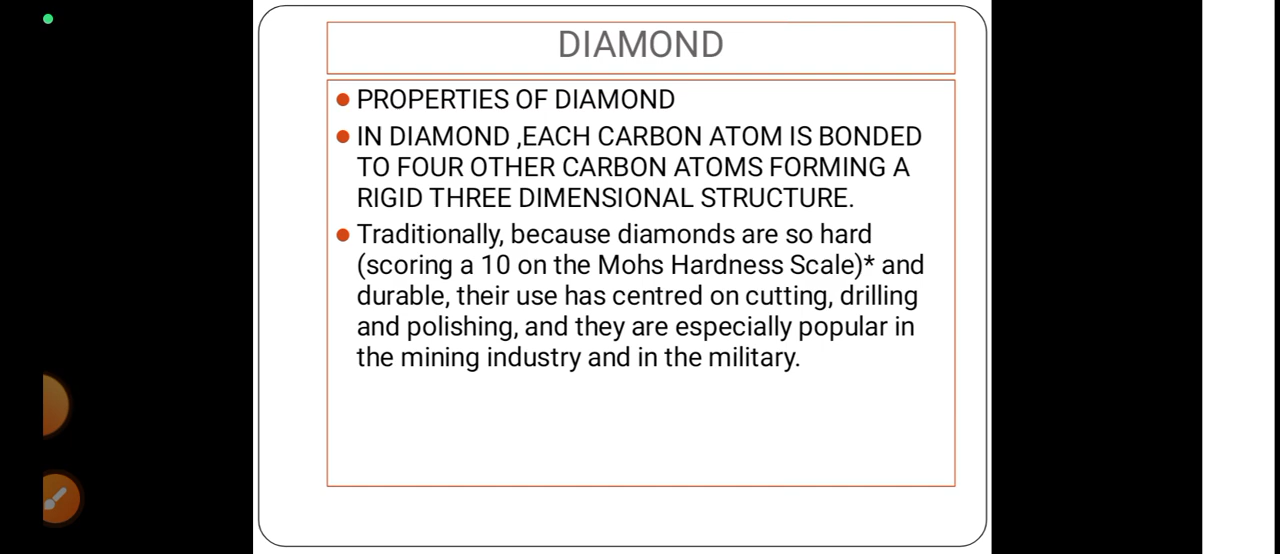 DIAMOND
PROPERTIES OF DIAMOND
IN DIAMOND ,EACH CARBON ATOM IS BONDED
TO FOUR OTHER CARBON ATOMS FORMING A
RIGID THREE DIMENSIONAL STRUCTURE.
Traditionally, because diamonds are so hard
(scoring a 10 on the Mohs Hardness Scale)* and
durable, their use has centred on cutting, drilling
and polishing, and they are especially popular in
the mining industry and in the military.